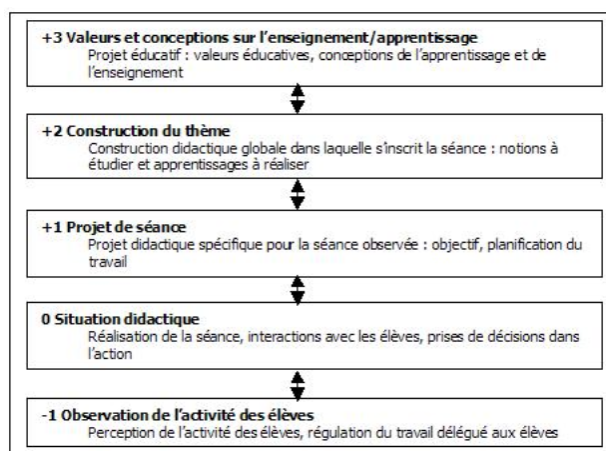 +3 Valeurs et conceptions sur l'enseignement/apprentissage
Projet éducatif : valeurs éducatives, conceptions de l'apprentissage et de
l'enseignement
+2 Construction du thème
Construction didactique globale dans laquelle s'inscrit la séance : notions à
étudier et apprentissages à réaliser
+1 Projet de séance
Projet didactique spécifique pour la séance observée : objectif, planification du
travail
0 Situation didactique
Réalisation de la séance, interactions avec les élèves, prises de décisions dans
l'action
-1 Observation de l'activité des élèves
Perception de l'activité des élèves, régulation du travail délégué aux élèves